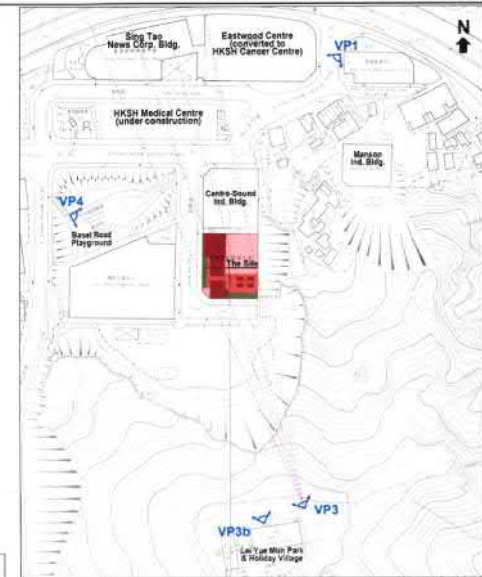 N
Sing Tao
News Corp. Bldg.
Eastwood Centre
(converted to
HKSH Cancer Centre)
VP1
HKSH Medical Centre
(under construction)
Manson
Ind. Bldg.
VP4
Basel Road
Playground
Centro-Sound
Ind. Bldg.
The Site
VP3
VP3b
Lei Yue Mun Park
& Holiday Village